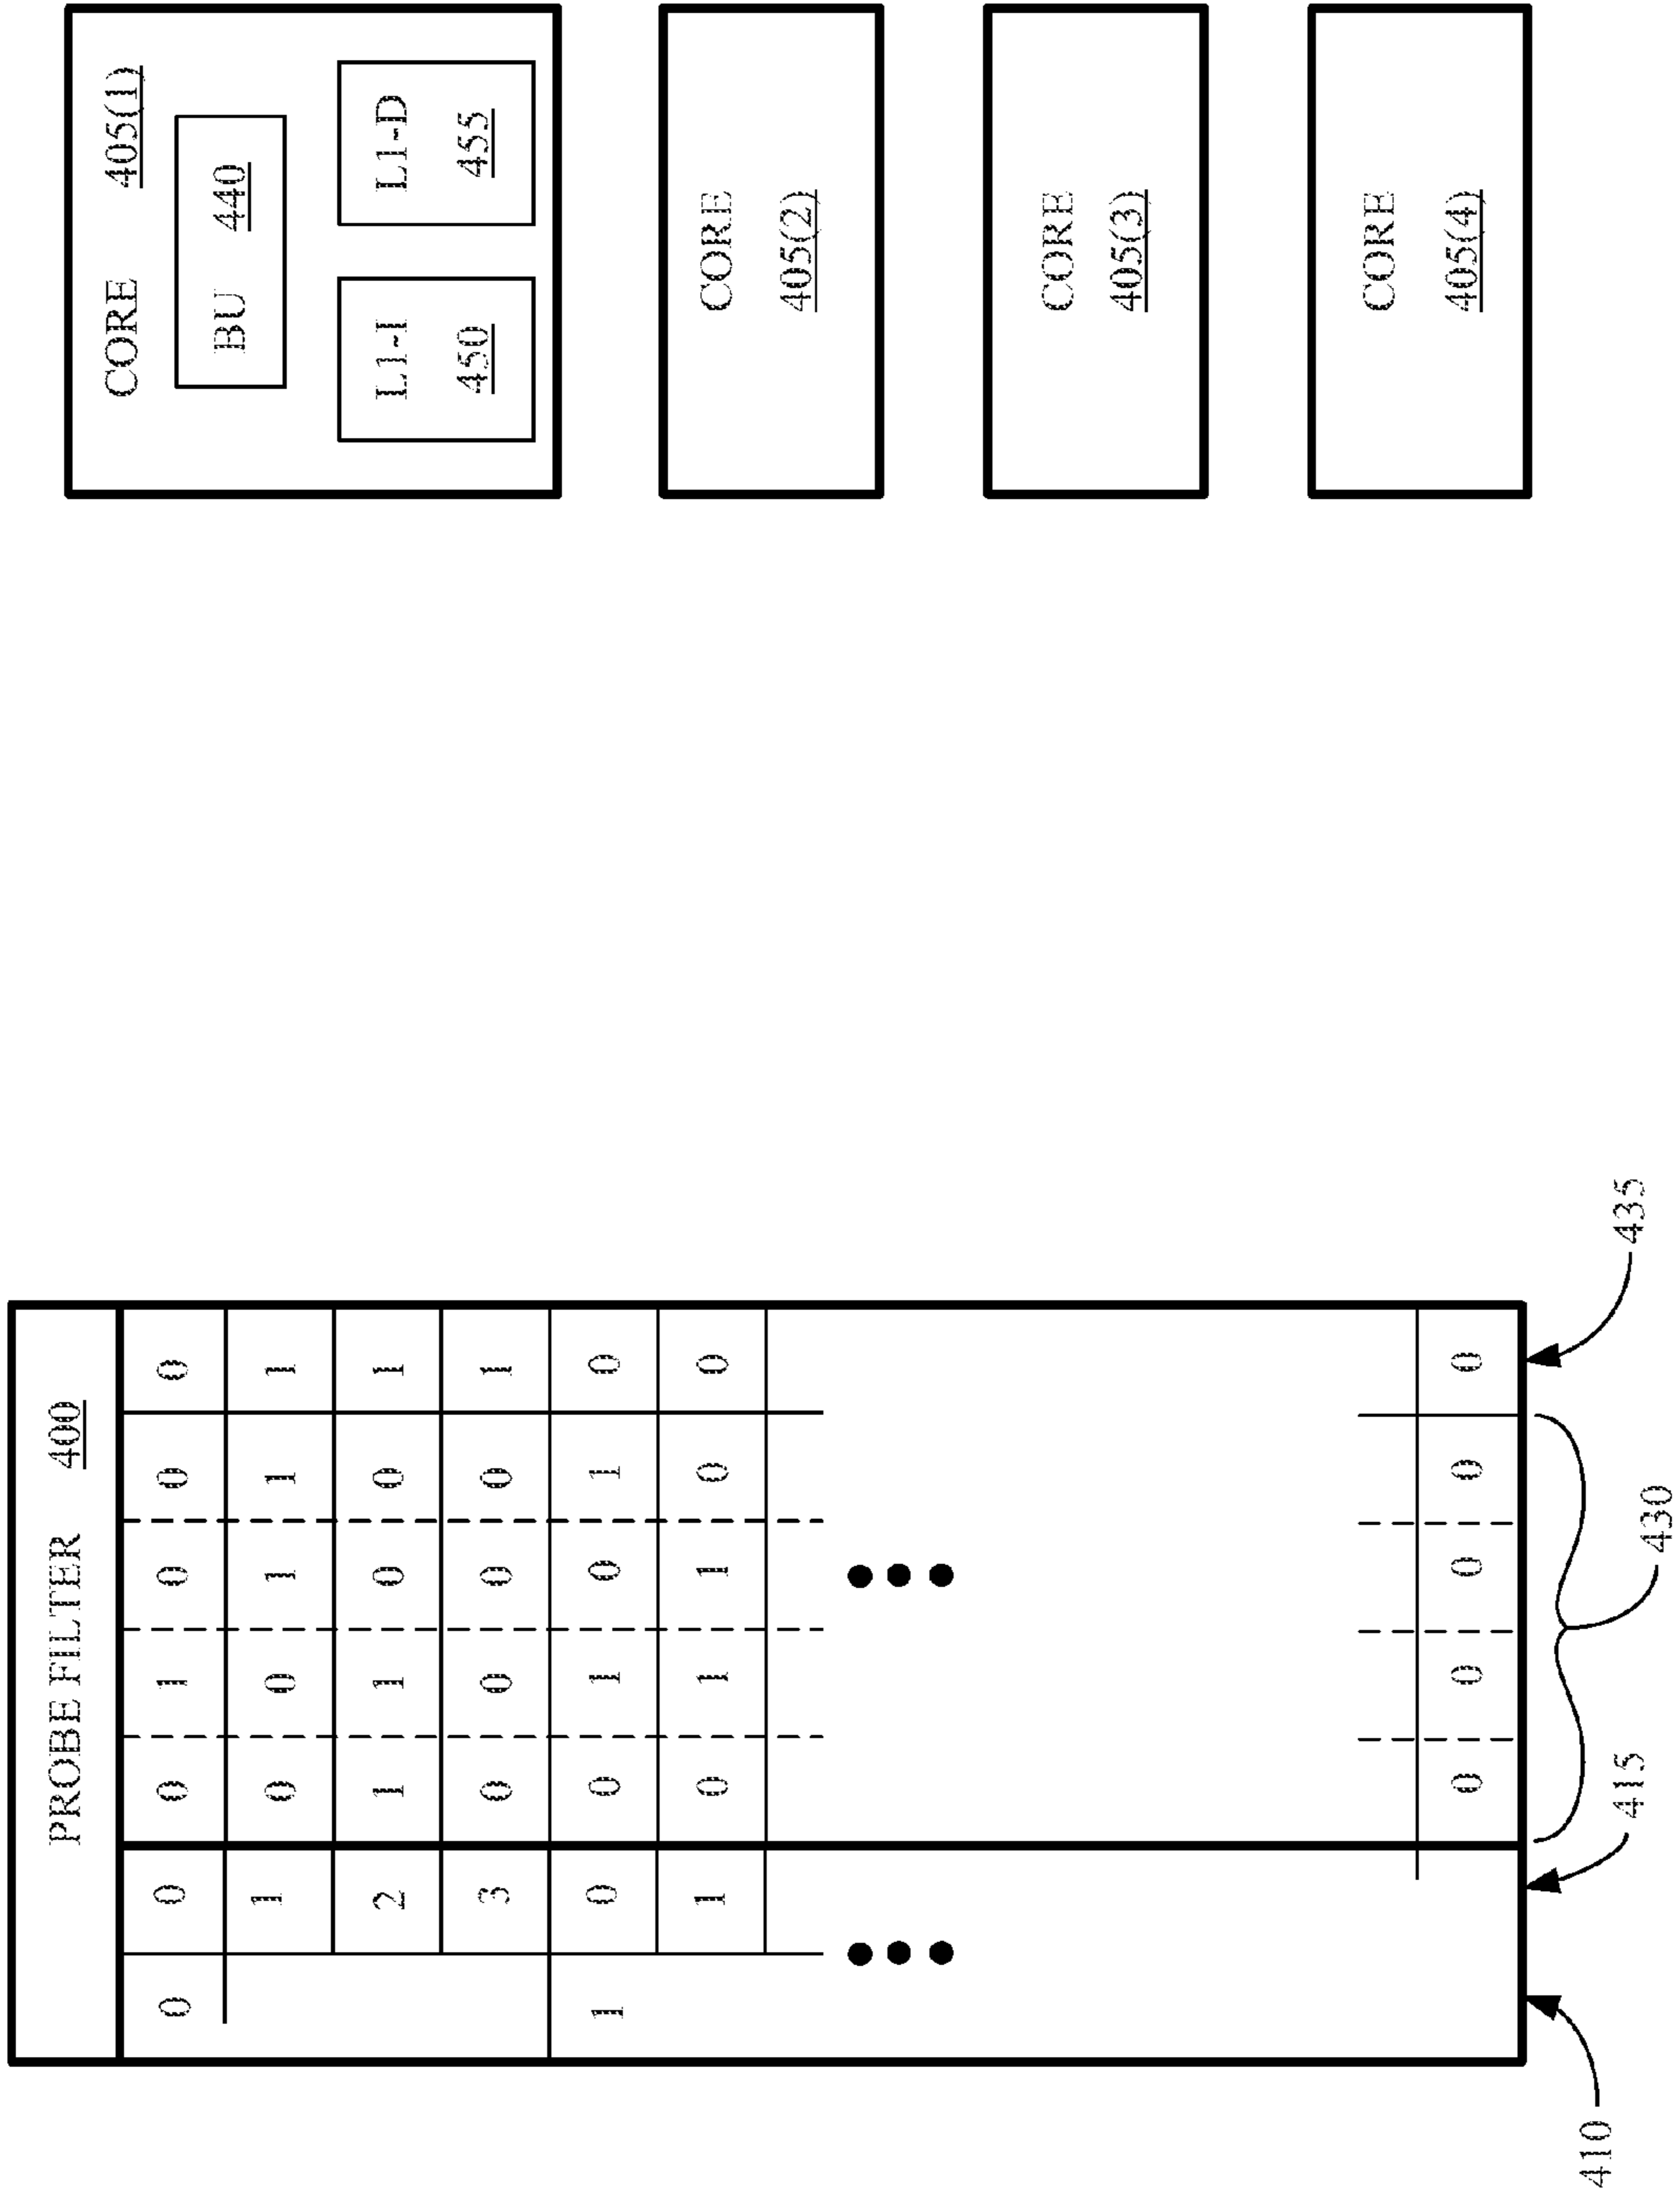 PROBE FILTER 400
0 0 0 1 0 0 0
1 0 0 1 1 1
2 1 1 0 0 1
3 0 0 0 0 1
1 0 0 1 0 1 0
1 0 1 1 0 0
0 0 0 0 0
410
415
430
435
CORE 405(1)
BU 440
L1-I
450
L1-D
455
CORE
405(2)
CORE
405(3)
CORE
405(4)